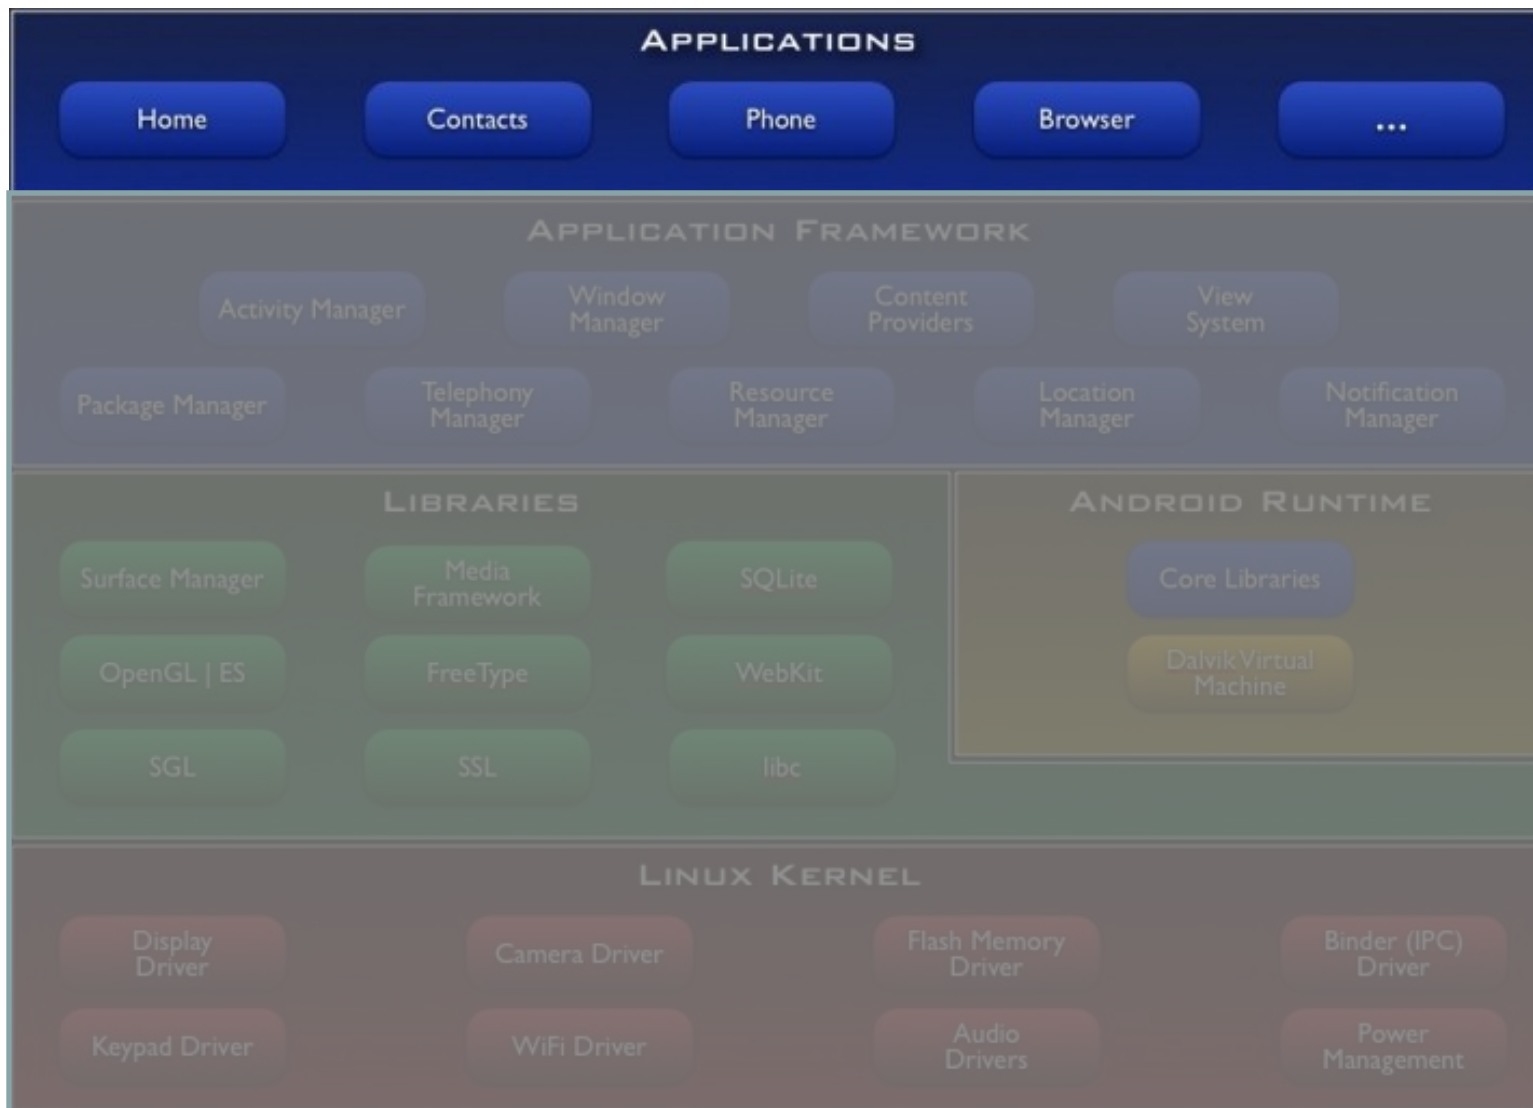 APPLICATIONS
Home
Contacts
Phone
Browser
...
APPLICATION FRAMEWORK
Activity Manager
Window
Manager
Content
Providers
View
System
Package Manager
Telephony
Manager
Resource
Manager
Location
Manager
Notification
Manager
LIBRARIES
Surface Manager
Media
Framework
SQLite
OpenGL | ES
FreeType
WebKit
SGL
SSL
libc
ANDROID RUNTIME
Core Libraries
Dalvik Virtual
Machine
LINUX KERNEL
Display
Driver
Camera Driver
Flash Memory
Driver
Binder (IPC)
Driver
Keypad Driver
WiFi Driver
Audio
Drivers
Power
Management